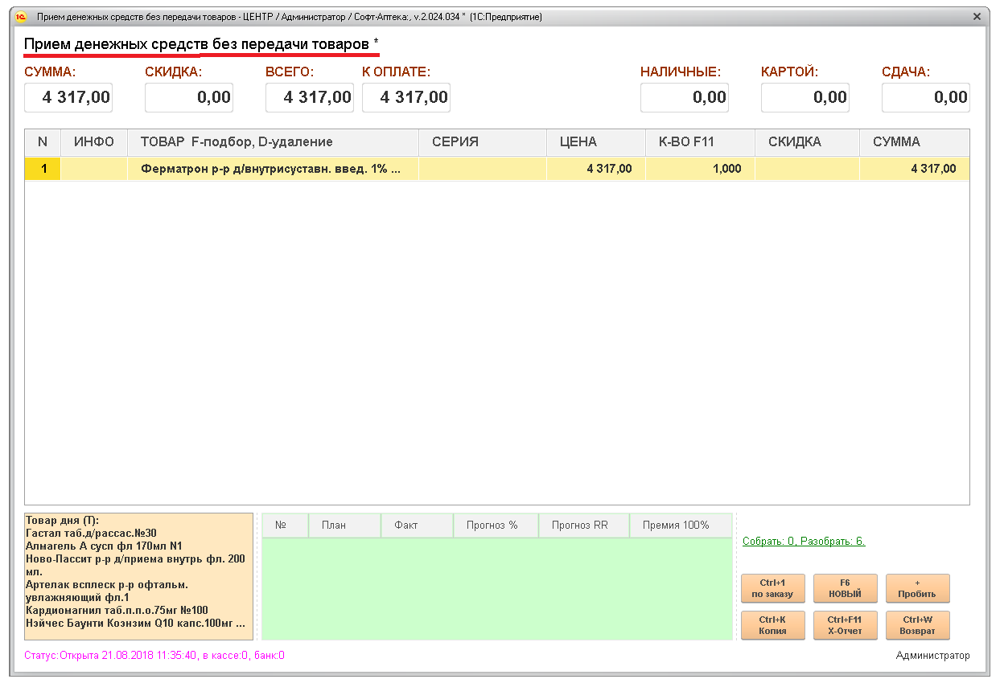 Прием денежных средств без передачи товаров - ЦЕНТР / Администратор / Софт-Аптека:, v.2.024.034 * (1С:Предприятие)
Прием денежных средств без передачи товаров *
СУММА: СКИДКА: ВСЕГО: К ОПЛАТЕ: НАЛИЧНЫЕ: КАРТОЙ: СДАЧА:
4 317,00 0,00 4 317,00 4 317,00 0,00 0,00 0,00
N ИНФО ТОВАР F-подбор, D-удаление СЕРИЯ ЦЕНА К-ВО F11 СКИДКА СУММА
1 Ферматрон р-р д/внутрисуставн. введ. 1% ... 4 317,00 1,000 4 317,00
Товар дня (Т):
Гастал таб.д/рассас.№30
Алмагель А сусп фл 170мл N1
Ново-Пассит р-р д/приема внутрь фл. 200
мл.
Артелак всплеск р-р офтальм.
увлажняющий фл.1
Кардиомагнил таб.п.п.о.75мг №100
Нэйчес Баунти Коэнзим Q10 капс.100мг ...
№ План Факт Прогноз % Прогноз RR Премия 100%
Собрать: 0, Разобрать: 6.
Ctrl+1 F6 +
по заказу НОВЫЙ Пробить
Ctrl+K Ctrl+F11 Ctrl+W
Копия X-Отчет Возврат
Статус:Открыта 21.08.2018 11:35:40, в кассе:0, банк:0
Администратор